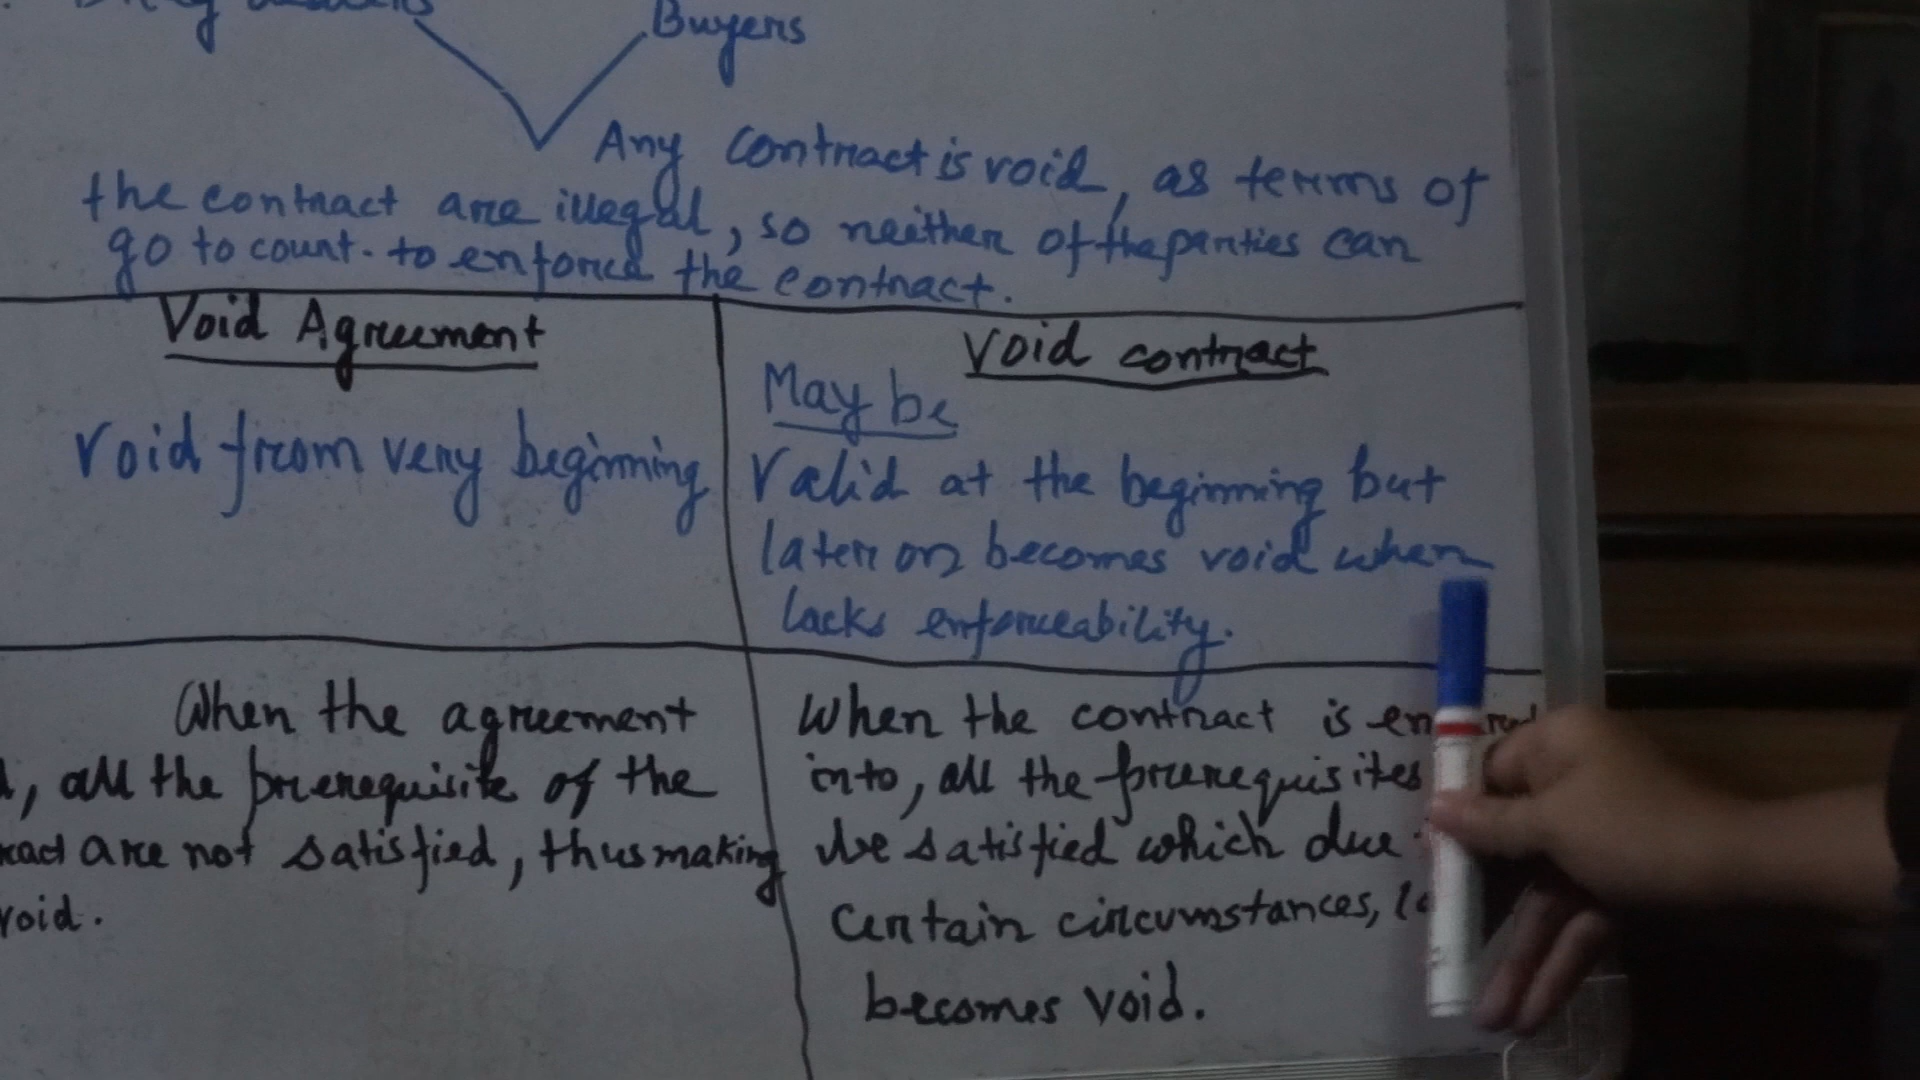 Buyers
Any contract is void, as terms of
the contract are illegal, so neither of the parties can
go to court. to enforce the contract.
Void Agreement
Void contract
May be
Void from very beginning
Valid at the beginning but
later on becomes void when
lacks enforceability.
When the agreement
all the prerequisite of the
are not satisfied, thus making
void.
When the contract is
into, all the prerequisites
be satisfied which due
certain circumstances,
becomes void.